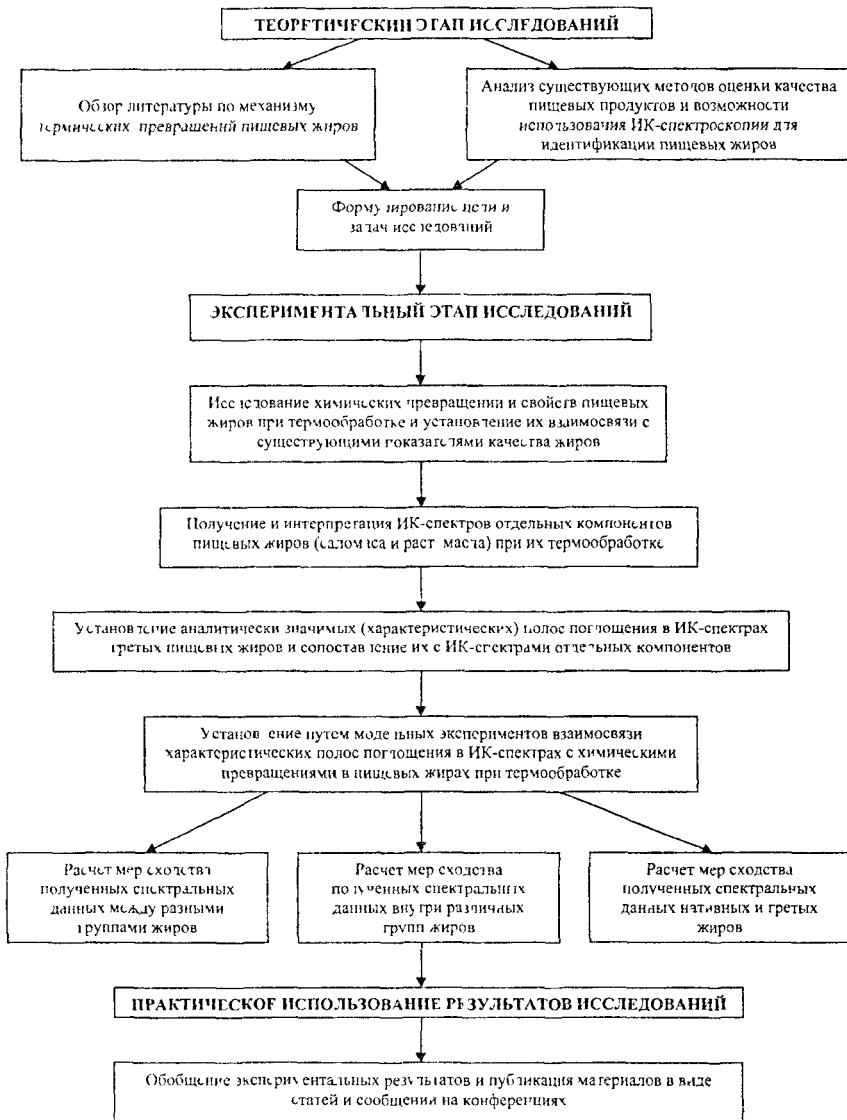 ТЕОРЕТИЧЕСКИЙ ЭТАП ИССЛЕДОВАНИЙ
Обзор литературы по механизму
термических превращений пищевых жиров
Анализ существующих методов оценки качества
пищевых продуктов и возможности
использования ИК-спектроскопии для
идентификации пищевых жиров
Формулирование цели и
задач исследований
ЭКСПЕРИМЕНТАЛЬНЫЙ ЭТАП ИССЛЕДОВАНИЙ
Исследование химических превращений и свойств пищевых
жиров при термообработке и установление их взаимосвязи с
существующими показателями качества жиров
Получение и интерпретация ИК-спектров отдельных компонентов
пищевых жиров (саломаса и раст масла) при их термообработке
Установление аналитически значимых (характеристических) полос поглощения в ИК-спектрах
гретых пищевых жиров и сопоставление их с ИК-спектрами отдельных компонентов
Установление путем модельных экспериментов взаимосвязи
характеристических полос поглощения в ИК-спектрах с химическими
превращениями в пищевых жирах при термообработке
Расчет мер сходства
полученных спектральных
данных между разными
группами жиров
Расчет мер сходства
полученных спектральных
данных внутри различных
групп жиров
Расчет мер сходства
полученных спектральных
данных нативных и гретых
жиров
ПРАКТИЧЕСКОЕ ИСПОЛЬЗОВАНИЕ РЕЗУЛЬТАТОВ ИССЛЕДОВАНИЙ
Обобщение экспериментальных результатов и публикация материалов в виде
статей и сообщений на конференциях